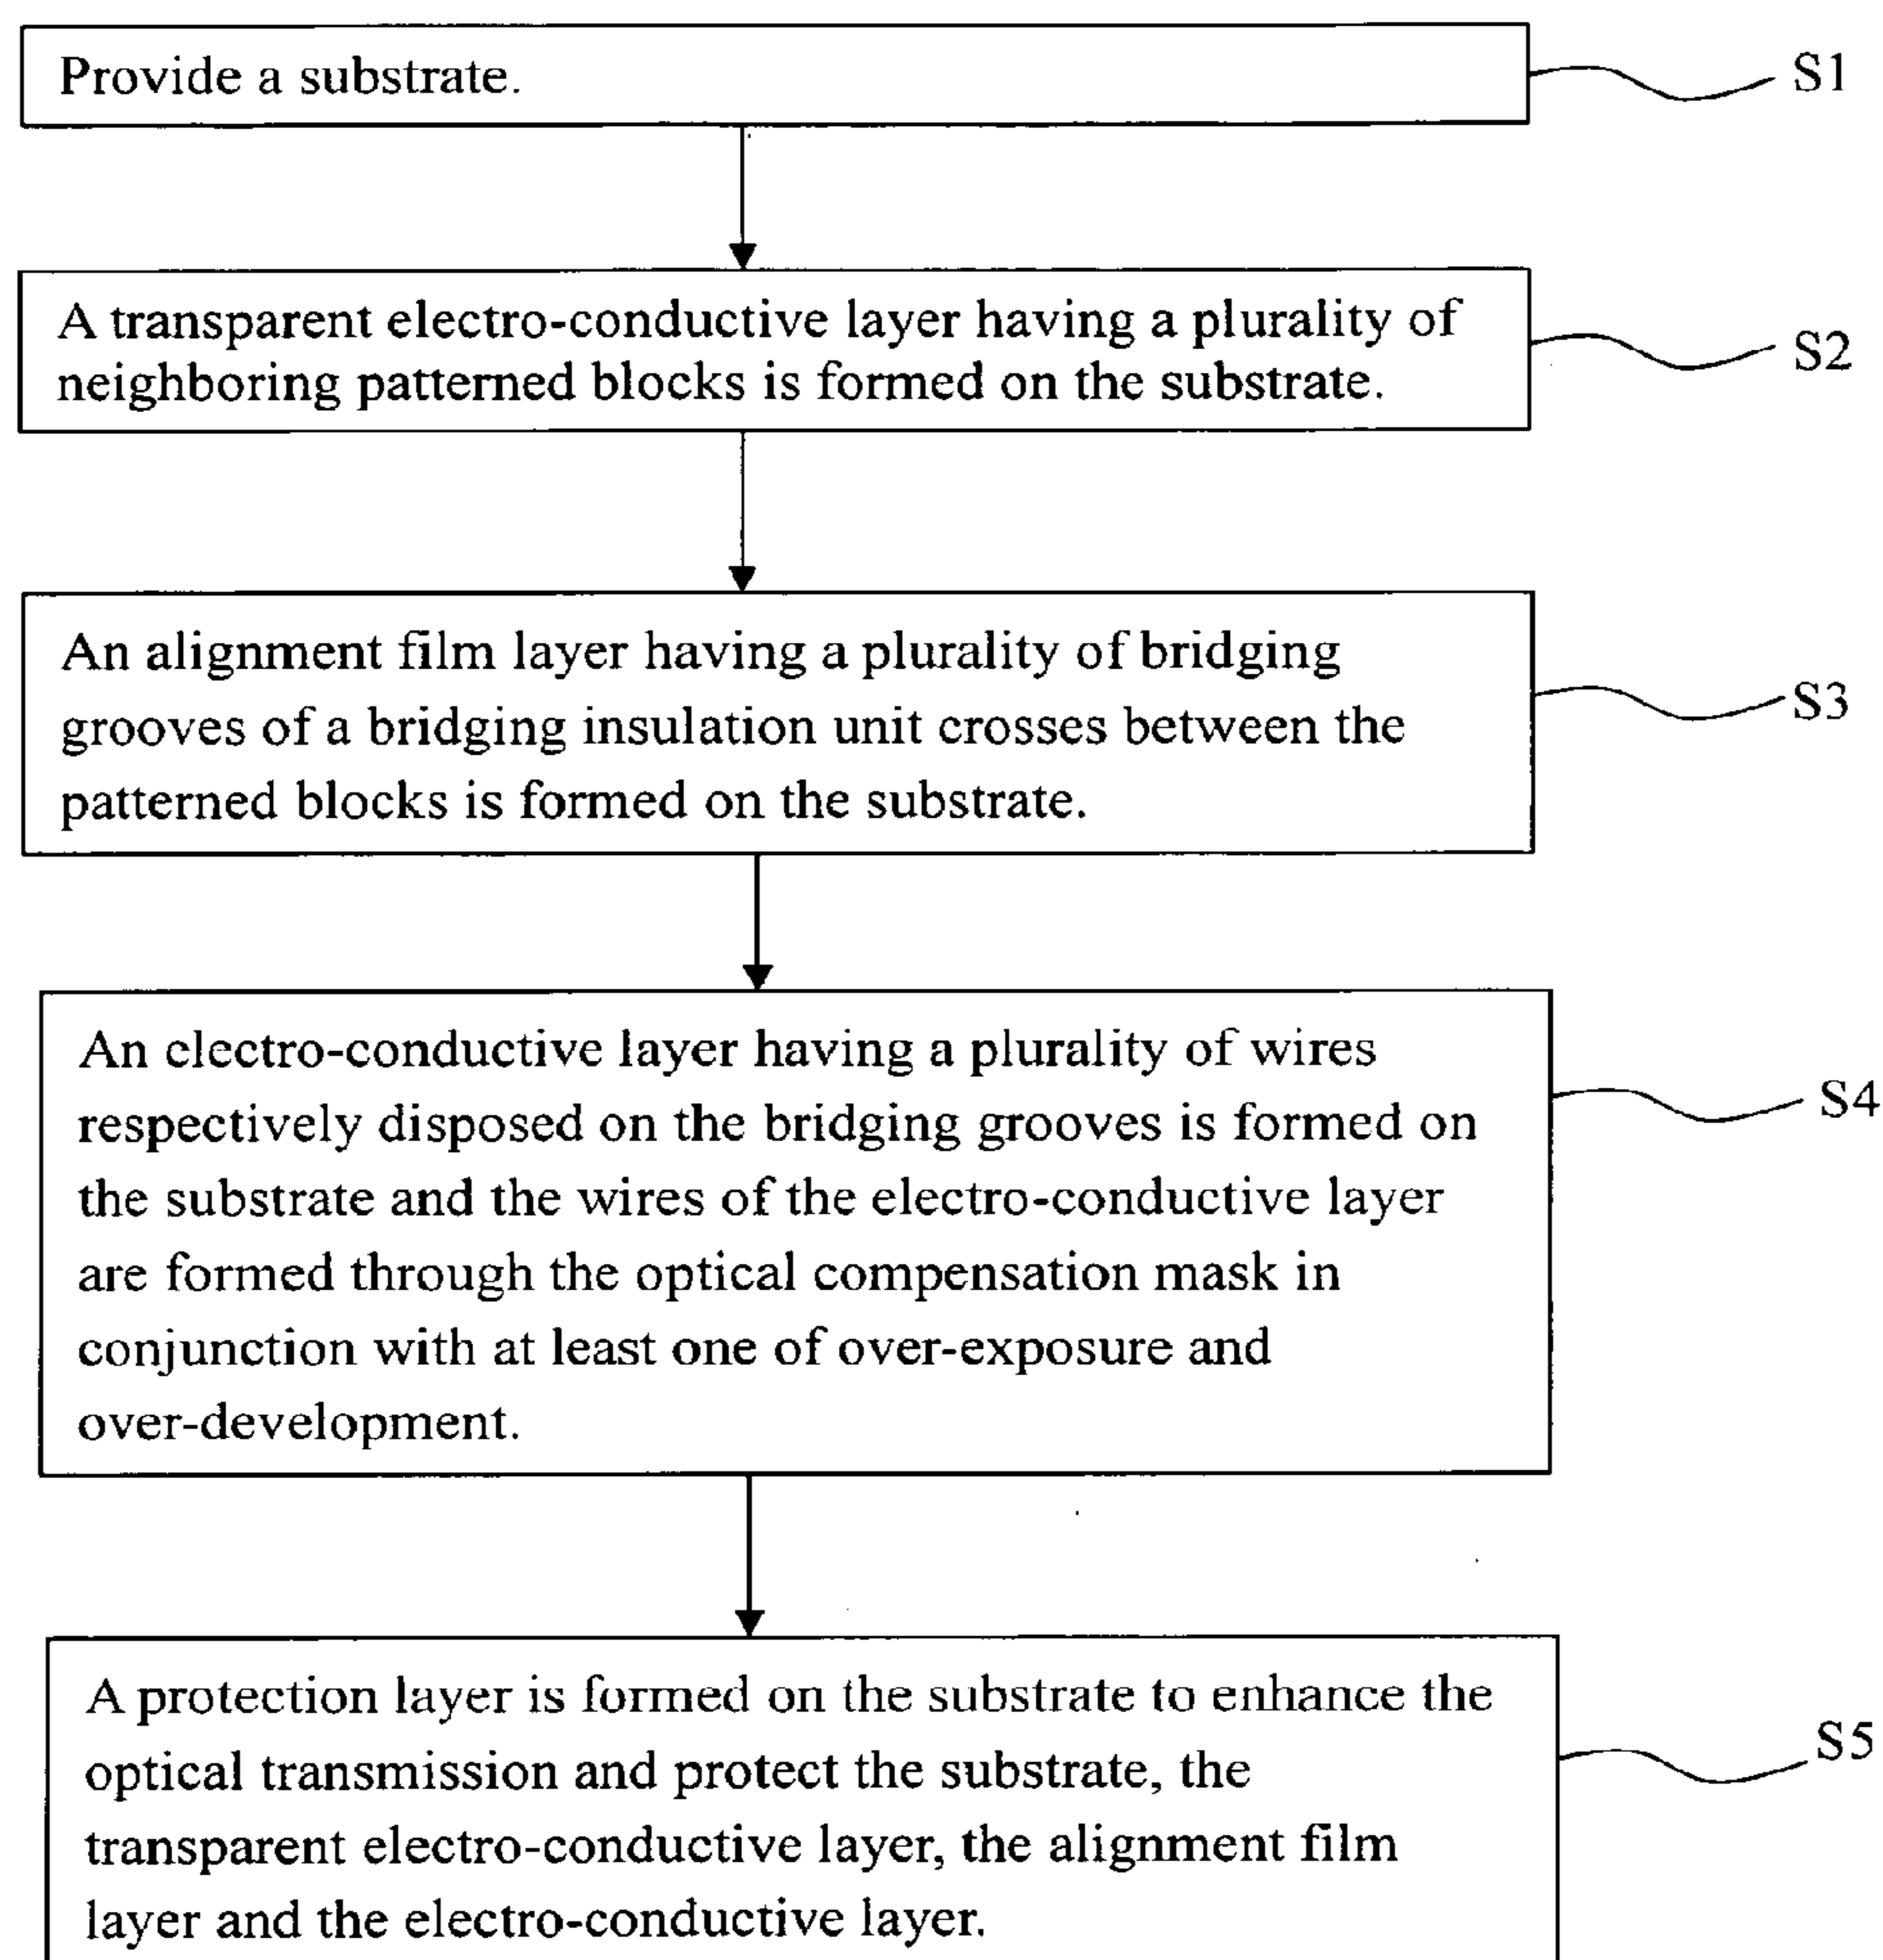 Provide a substrate.
S1
A transparent electro-conductive layer having a plurality of
neighboring patterned blocks is formed on the substrate.
S2
An alignment film layer having a plurality of bridging
grooves of a bridging insulation unit crosses between the
patterned blocks is formed on the substrate.
S3
An electro-conductive layer having a plurality of wires
respectively disposed on the bridging grooves is formed on
the substrate and the wires of the electro-conductive layer
are formed through the optical compensation mask in
conjunction with at least one of over-exposure and
over-development.
S4
A protection layer is formed on the substrate to enhance the
optical transmission and protect the substrate, the
transparent electro-conductive layer, the alignment film
layer and the electro-conductive layer.
S5